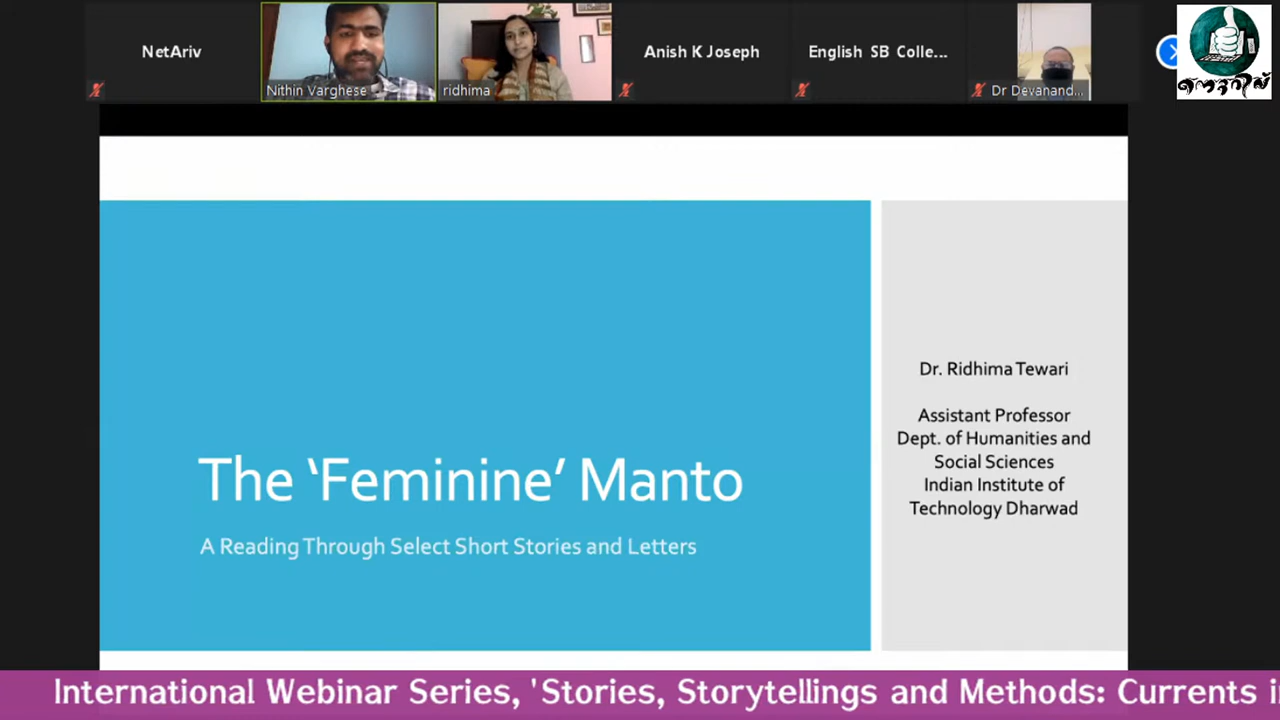 NetAriv
Nithin Varghese
ridhima
Anish K Joseph
English SB Colle...
Dr Devanand...
Dr. Ridhima Tewari
Assistant Professor
Dept. of Humanities and
Social Sciences
Indian Institute of
Technology Dharwad
The ‘Feminine’ Manto
A Reading Through Select Short Stories and Letters
International Webinar Series, 'Stories, Storytellings and Methods: Currents i